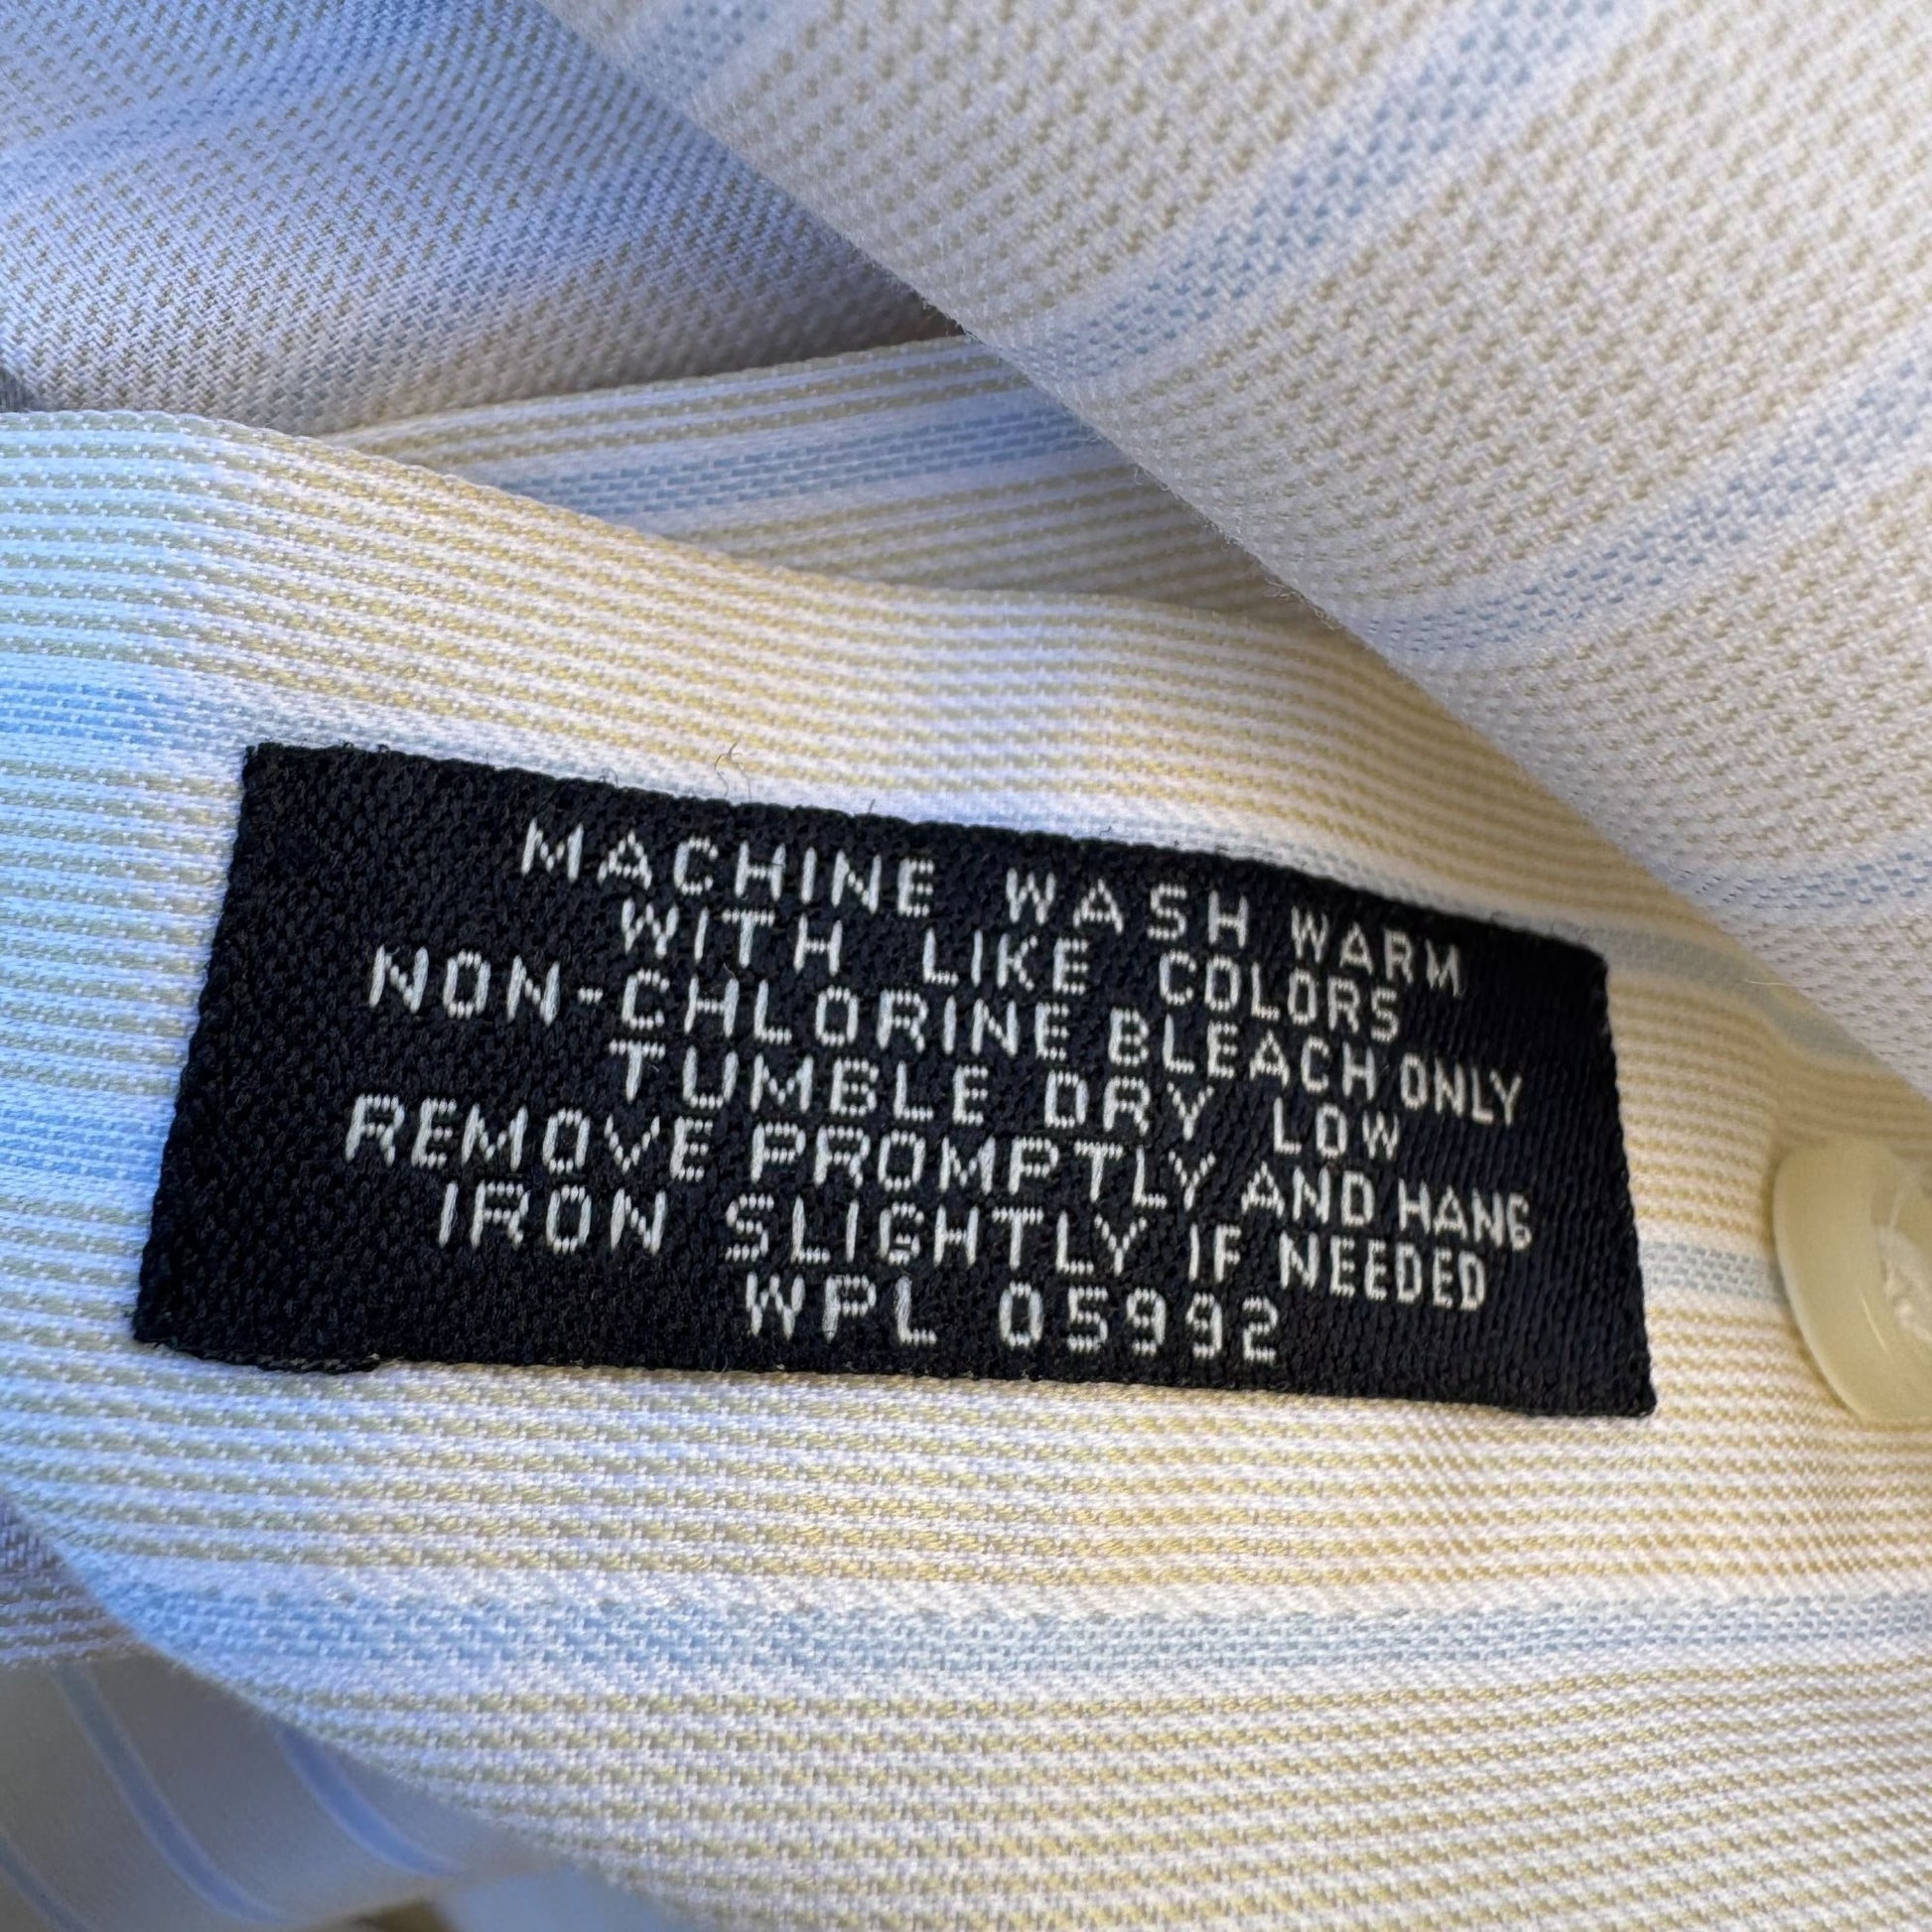 MACHINE WASH WARM
WITH LIKE COLORS
NON-CHLORINE BLEACH ONLY
TUMBLE DRY LOW
REMOVE PROMPTLY AND HANG
IRON SLIGHTLY IF NEEDED
WPL 05992